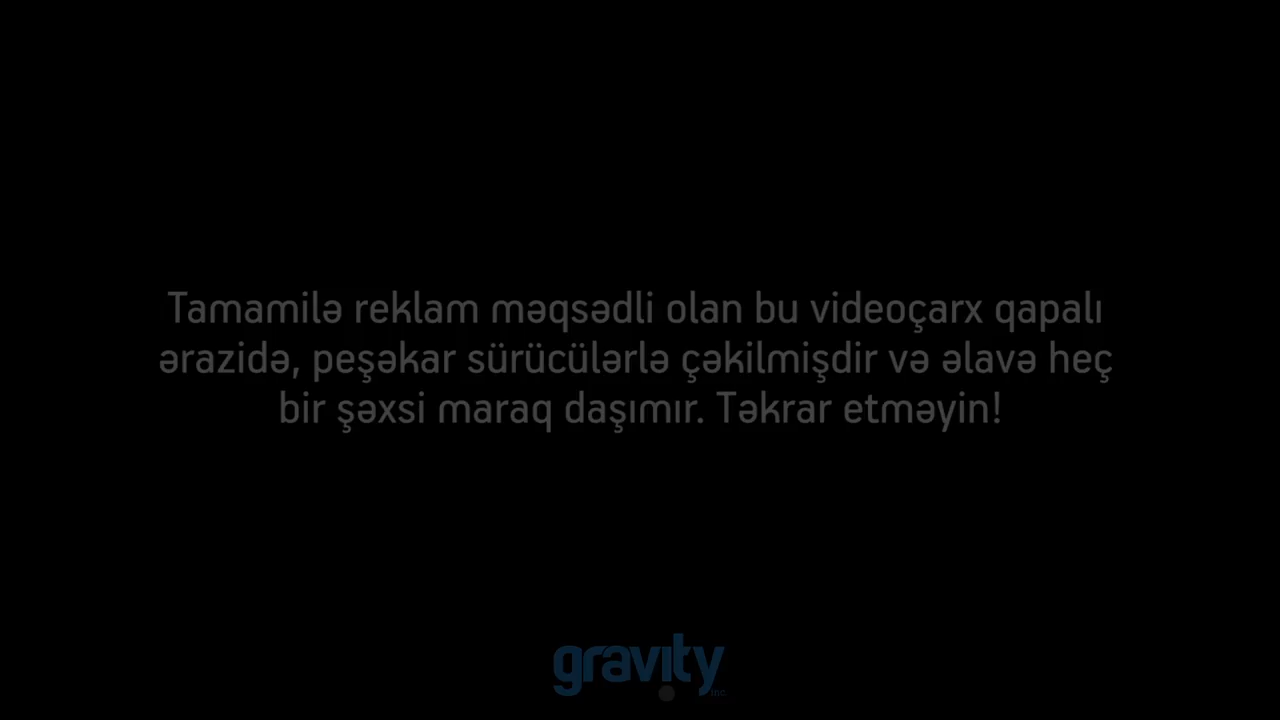 Tamamilə reklam məqsədli olan bu videoçarx qapalı
ərazidə, peşəkar sürücülərlə çəkilmişdir və əlavə heç
bir şəxsi maraq daşımır. Təkrar etməyin!
gravity
inc